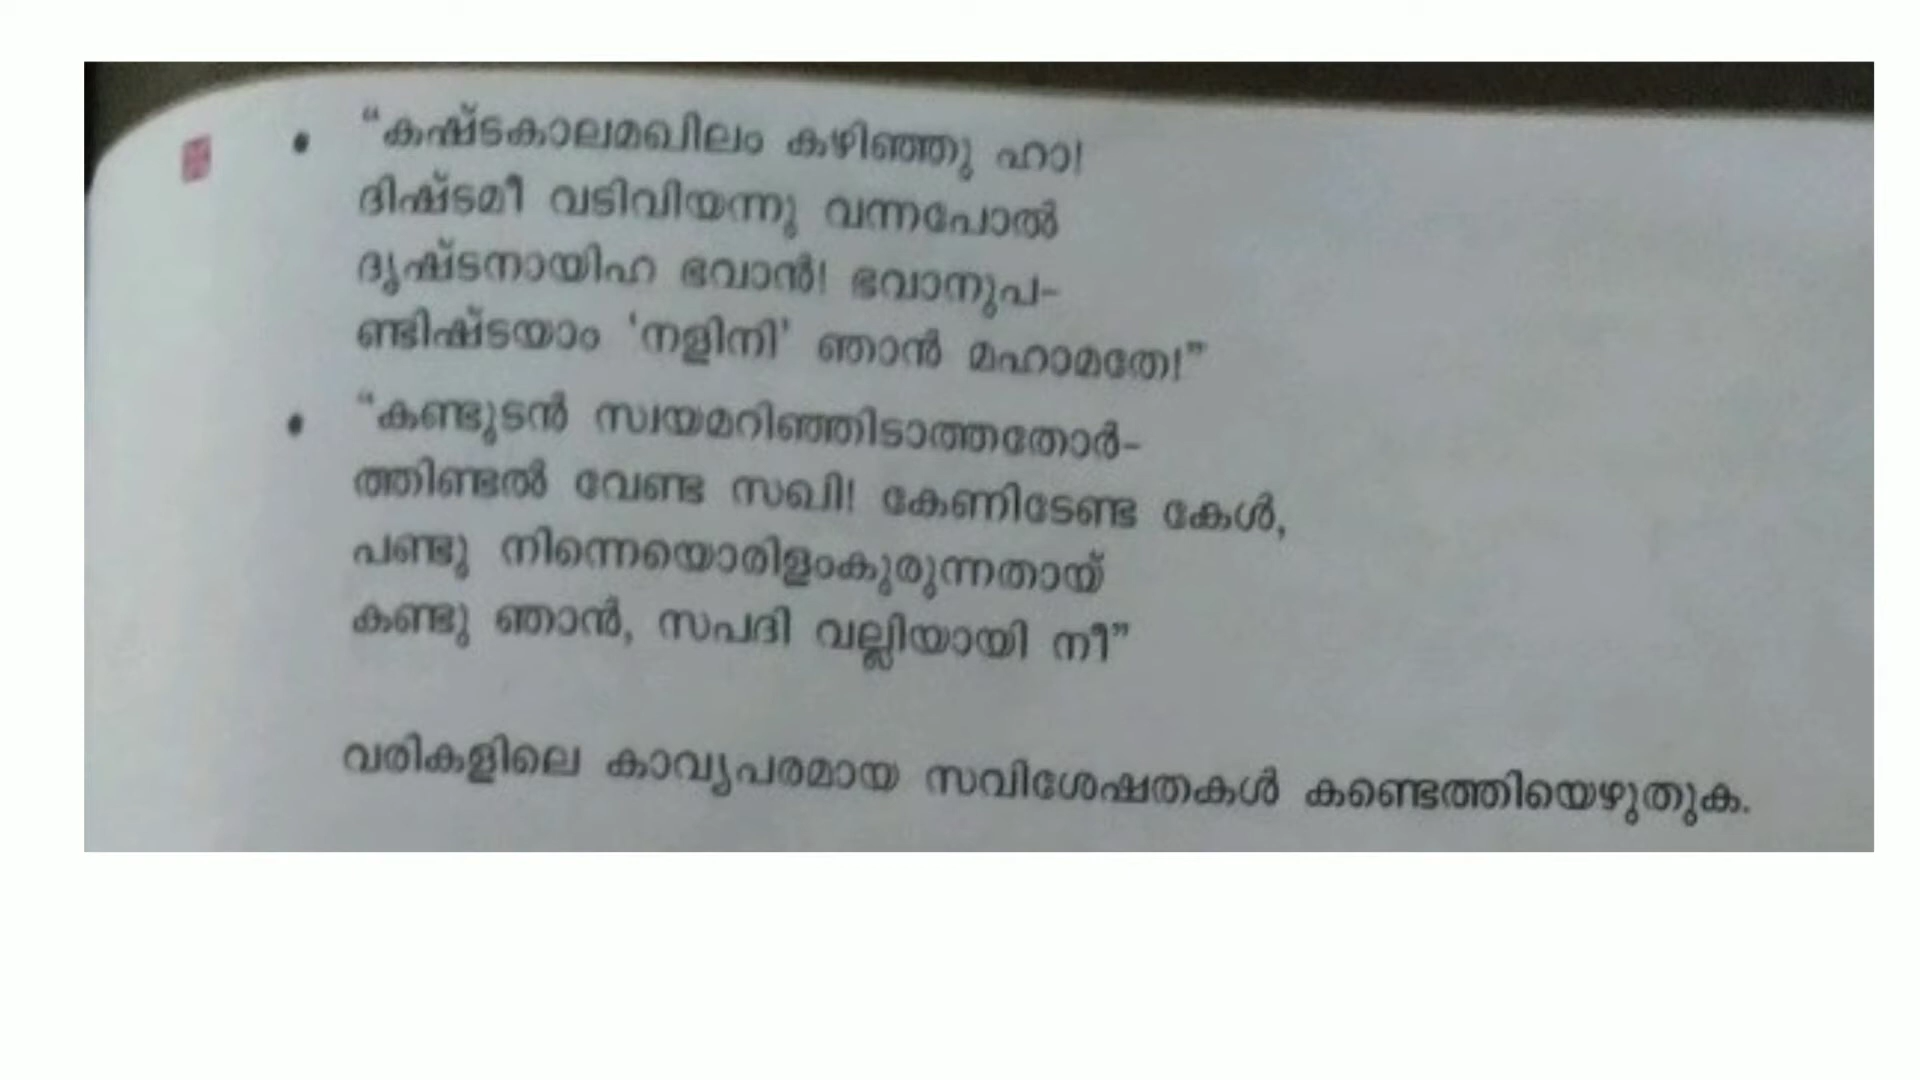 • “കഷ്ടകാലമഖിലം കഴിഞ്ഞു ഹാ!
ദിഷ്ടമീ വടിവിയന്നു വന്നപോൽ
ദൃഷ്ടനായിഹ ഭവാൻ! ഭവാനുപ-
ണ്ടിഷ്ടയാം ‘നളിനി’ ഞാൻ മഹാമതേ!”
• “കണ്ടുടൻ സ്വയമറിഞ്ഞിടാത്തതോർ-
ത്തിണ്ടൽ വേണ്ട സഖി! കേണിടേണ്ട കേൾ,
പണ്ടു നിന്നെയൊരിളംകുരുന്നതായ്
കണ്ടു ഞാൻ, സപദി വല്ലിയായി നീ”
വരികളിലെ കാവ്യപരമായ സവിശേഷതകൾ കണ്ടെത്തിയെഴുതുക.